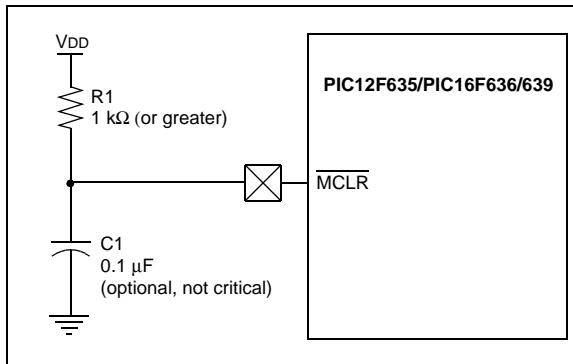 VDD
PIC12F635/PIC16F636/639
R1
1 kΩ (or greater)
MCLR
C1
0.1 μF
(optional, not critical)